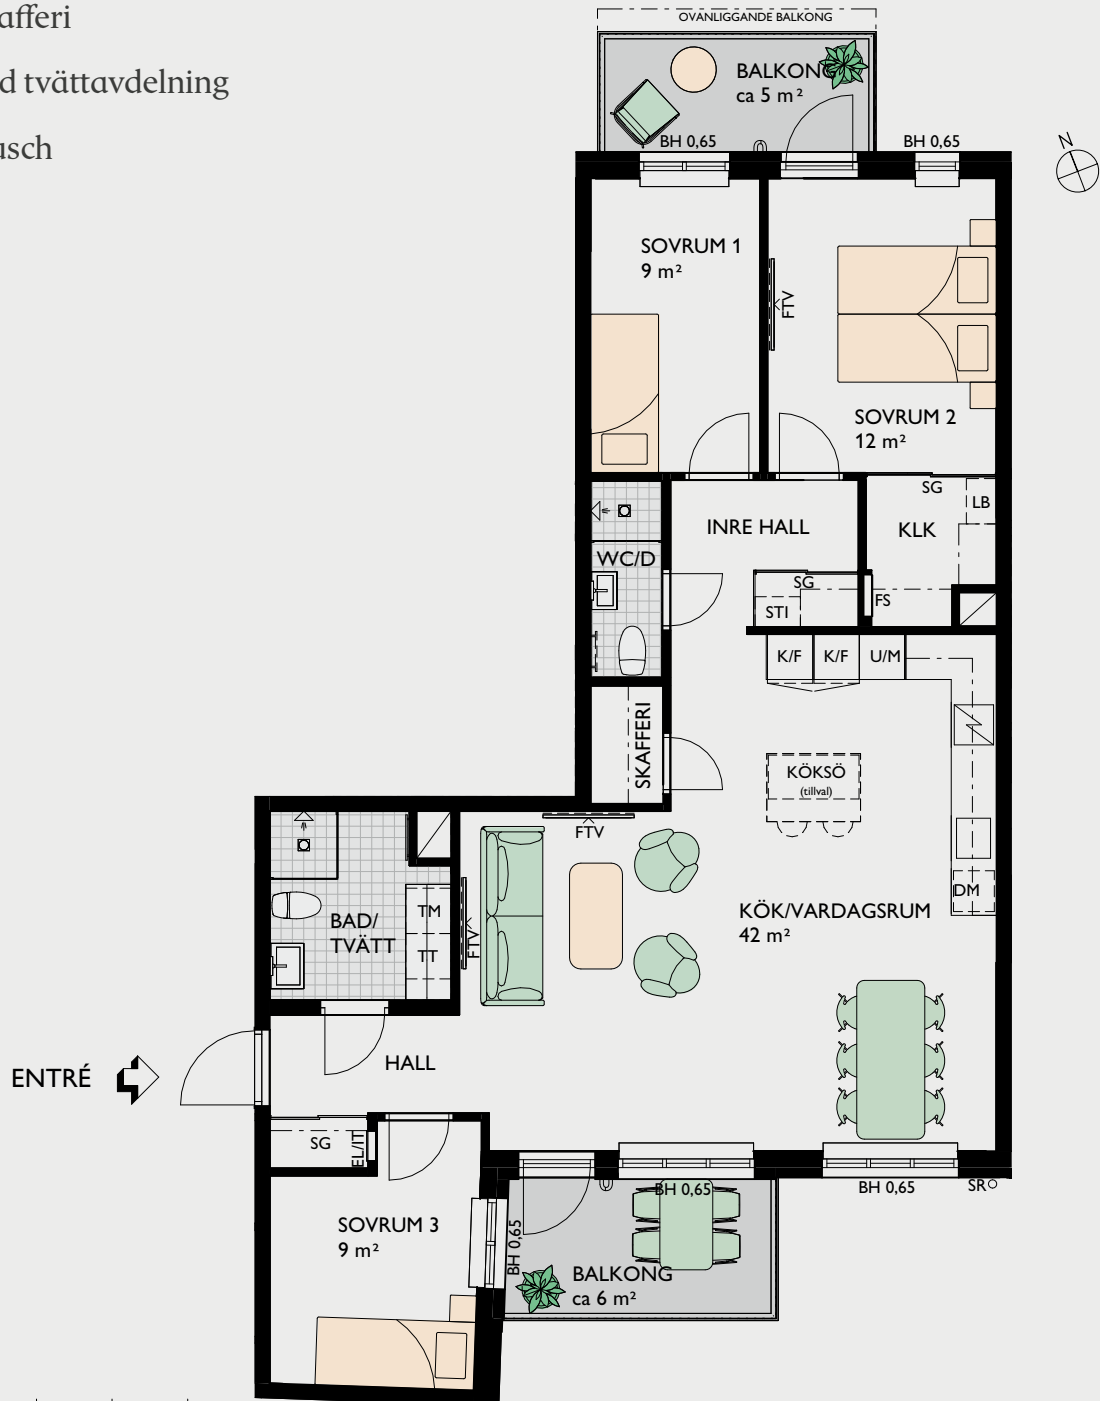 afferi
d tvättavdelning
usch
OVANLIGGANDE BALKONG
BALKONG
ca 5 m²
BH 0,65
BH 0,65
N
SOVRUM 1
9 m²
FTV
SOVRUM 2
12 m²
SG
LB
INRE HALL
KLK
WC/D
SG
STI
FS
K/F
K/F
U/M
SKAFFERI
KÖKSÖ
(tillval)
FTV
DM
BAD/
TVÄTT
TM
TT
FTV
KÖK/VARDAGSRUM
42 m²
ENTRÉ
HALL
SG
EL/IT
BH 0,65
BH 0,65
SR
SOVRUM 3
9 m²
BH 0,65
BALKONG
ca 6 m²